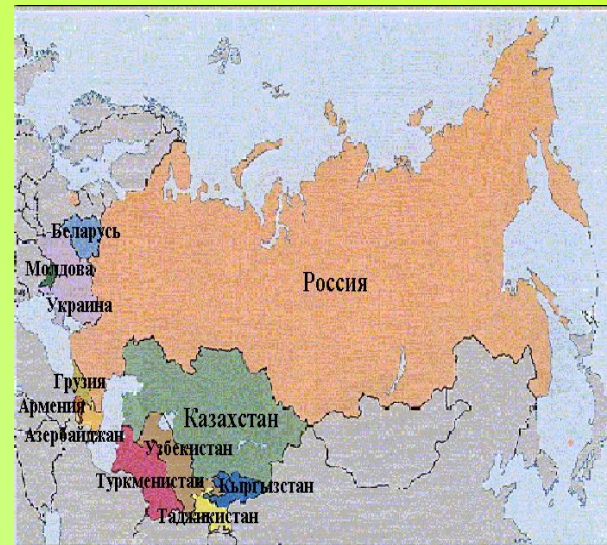 Беларусь
Молдова
Россия
Украина
Грузия
Армения
Казахстан
Азербайджан
Узбекистан
Туркменистан
Кыргызстан
Таджикистан